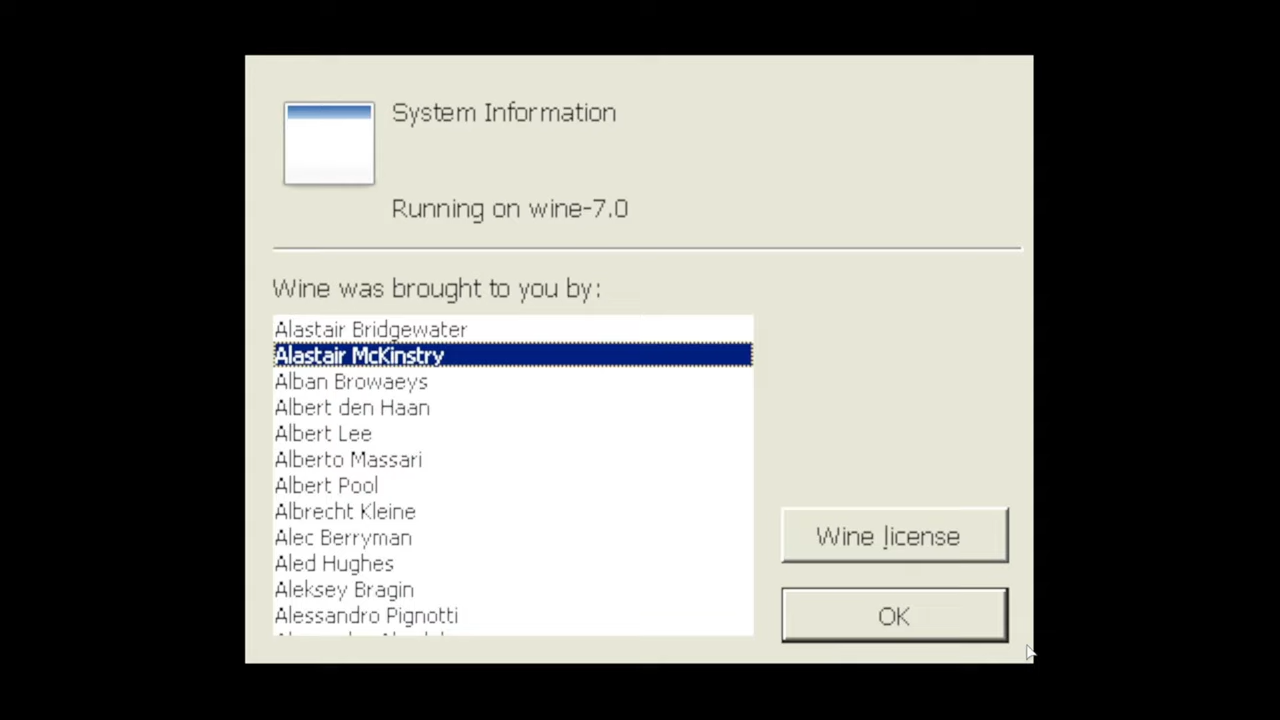 System Information
Running on wine-7.0
Wine was brought to you by:
Alastair Bridgewater
Alastair McKinstry
Alban Browaeys
Albert den Haan
Albert Lee
Alberto Massari
Albert Pool
Albrecht Kleine
Alec Berryman
Aled Hughes
Aleksey Bragin
Alessandro Pignotti
Wine license
OK